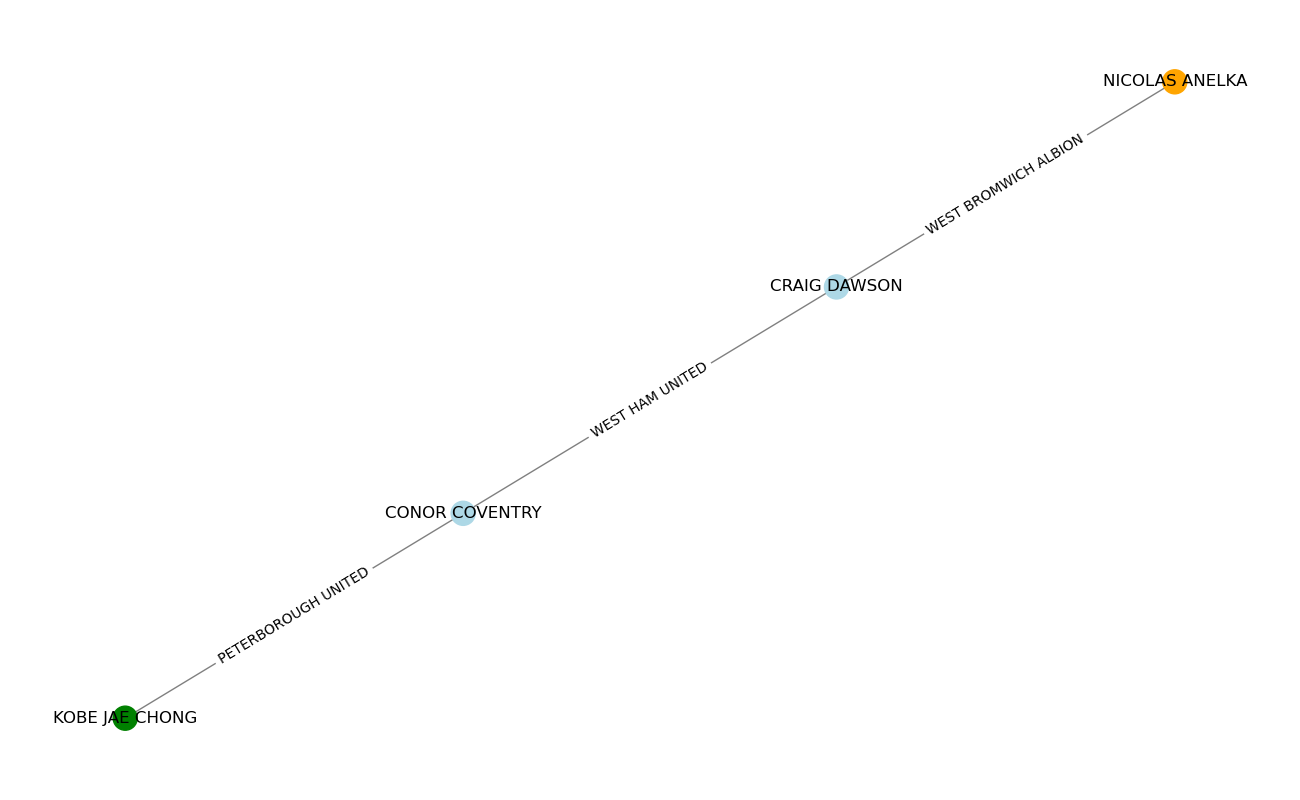 NICOLAS ANELKA
WEST BROMWICH ALBION
CRAIG DAWSON
WEST HAM UNITED
CONOR COVENTRY
PETERBOROUGH UNITED
KOBE JAE CHONG